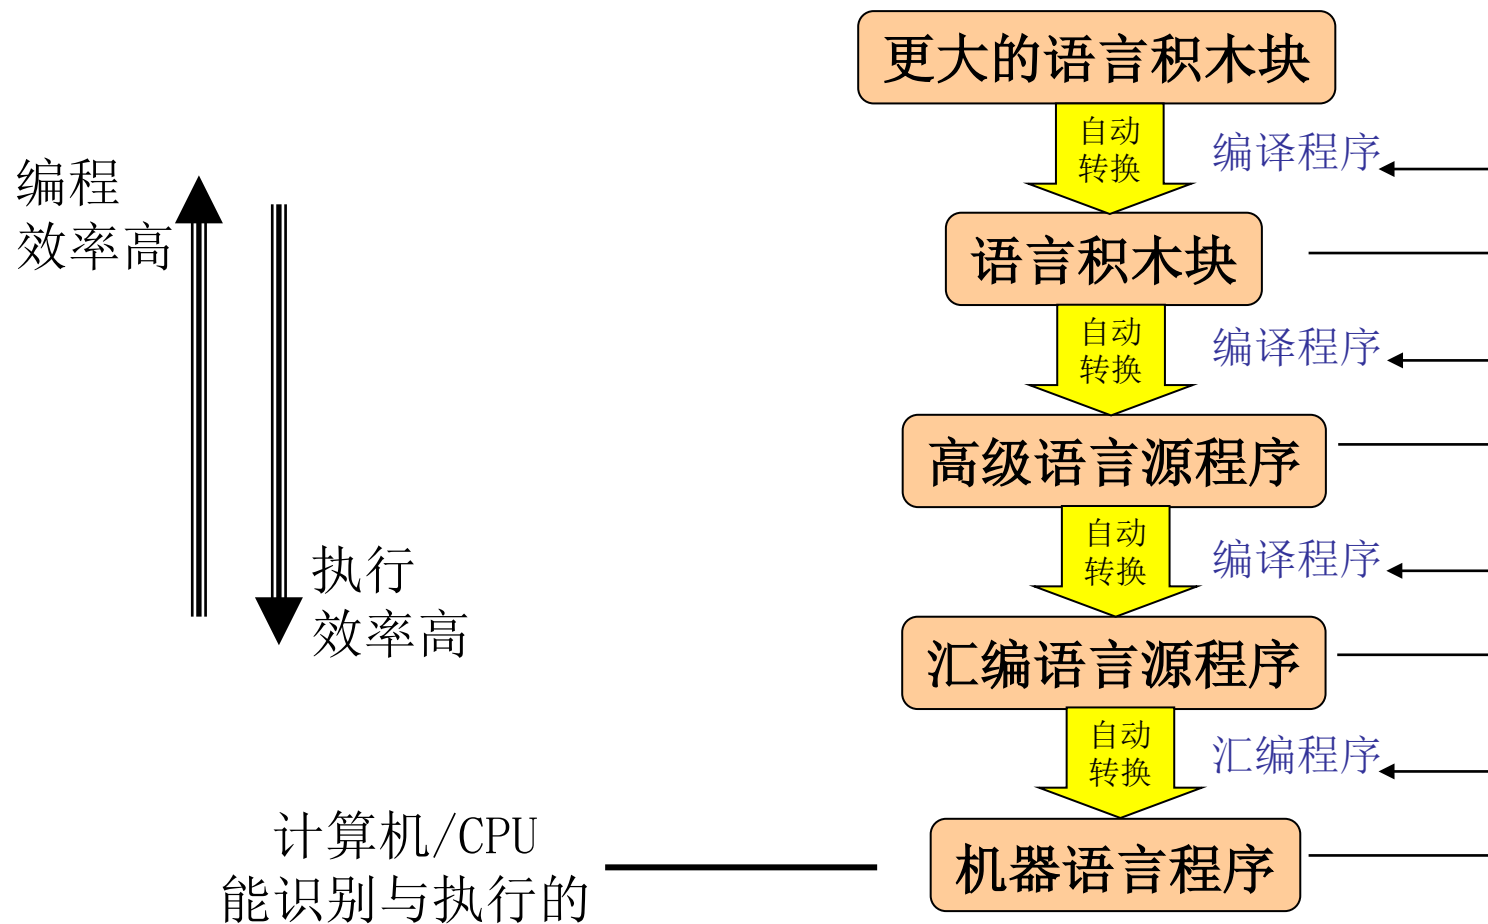 更大的语言积木块
自动
转换
编译程序
编程
效率高
语言积木块
自动
转换
编译程序
高级语言源程序
自动
转换
编译程序
执行
效率高
汇编语言源程序
自动
转换
汇编程序
计算机/CPU
能识别与执行的
机器语言程序